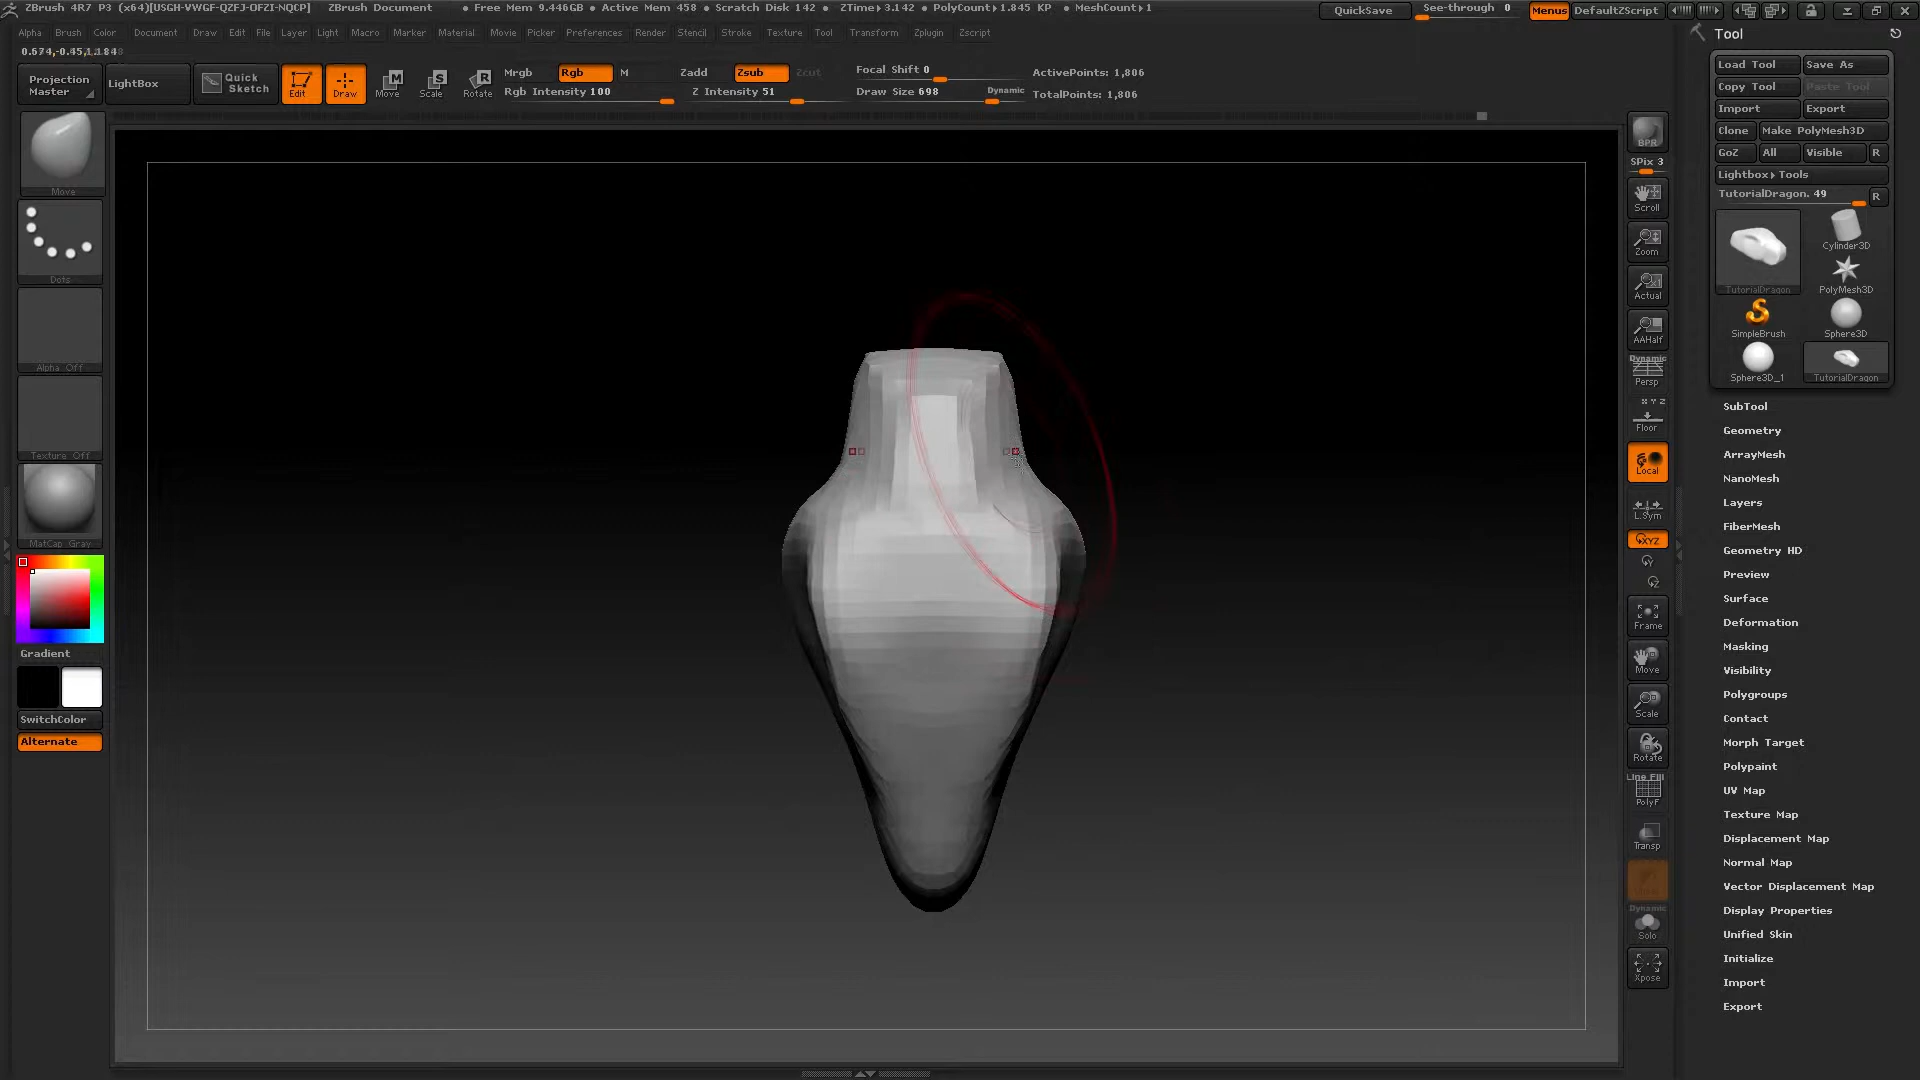 ZBrush 4R7 P3 (x64)[USGH-VWGF-QZFJ-OFZI-NQCP] ZBrush Document • Free Mem 9.446GB • Active Mem 458 • Scratch Disk 142 • ZTime▸3.142 • PolyCount▸1.845 KP • MeshCount▸1 QuickSave See-through 0 Menus DefaultZScript
Alpha Brush Color Document Draw Edit File Layer Light Macro Marker Material Movie Picker Preferences Render Stencil Stroke Texture Tool Transform Zplugin Zscript
Projection Master
LightBox
Quick Sketch
Edit
Draw
Move
Scale
Rotate
Mrgb Rgb M
Rgb Intensity 100
Zadd Zsub Zcut
Z Intensity 51
Focal Shift 0
Draw Size 698
Dynamic
ActivePoints: 1,806
TotalPoints: 1,806
Move
Dots
Alpha Off
Texture Off
MatCap Gray
Gradient
SwitchColor
Alternate
BPR
SPix 3
Scroll
Zoom
Actual
AAHalf
Dynamic
Persp
X Y Z
Floor
Local
L.Sym
XYZ
Y
Z
Frame
Move
Scale
Rotate
Line Fill
PolyF
Transp
Dynamic
Solo
Xpose
Tool
Load Tool Save As
Copy Tool Paste Tool
Import Export
Clone Make PolyMesh3D
GoZ All Visible R
Lightbox▸Tools
TutorialDragon. 49 R
TutorialDragon
Cylinder3D
PolyMesh3D
SimpleBrush
Sphere3D
Sphere3D_1
TutorialDragon
SubTool
Geometry
ArrayMesh
NanoMesh
Layers
FiberMesh
Geometry HD
Preview
Surface
Deformation
Masking
Visibility
Polygroups
Contact
Morph Target
Polypaint
UV Map
Texture Map
Displacement Map
Normal Map
Vector Displacement Map
Display Properties
Unified Skin
Initialize
Import
Export